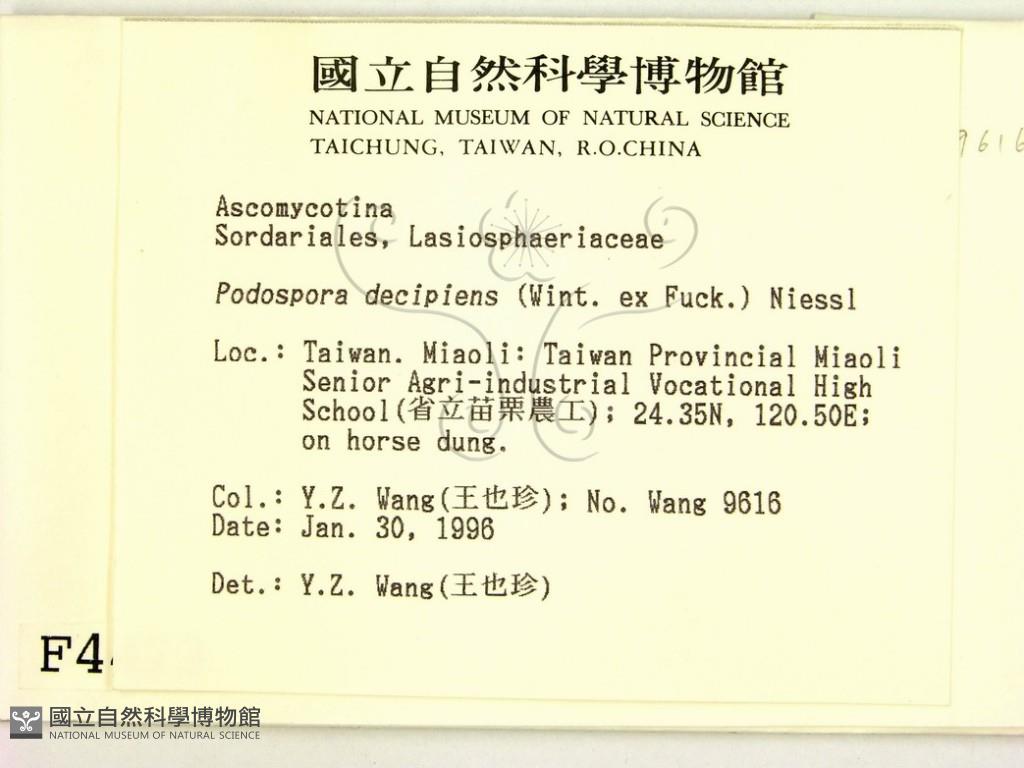 國立自然科學博物館
NATIONAL MUSEUM OF NATURAL SCIENCE
TAICHUNG, TAIWAN, R.O.CHINA
9616
Ascomycotina
Sordariales, Lasiosphaeriaceae
Podospora decipiens (Wint. ex Fuck.) Niessl
Loc.: Taiwan. Miaoli: Taiwan Provincial Miaoli
Senior Agri-industrial Vocational High
School(省立苗栗農工); 24.35N, 120.50E;
on horse dung.
Col.: Y.Z. Wang(王也珍); No. Wang 9616
Date: Jan. 30, 1996
Det.: Y.Z. Wang(王也珍)
F4
國立自然科學博物館
NATIONAL MUSEUM OF NATURAL SCIENCE